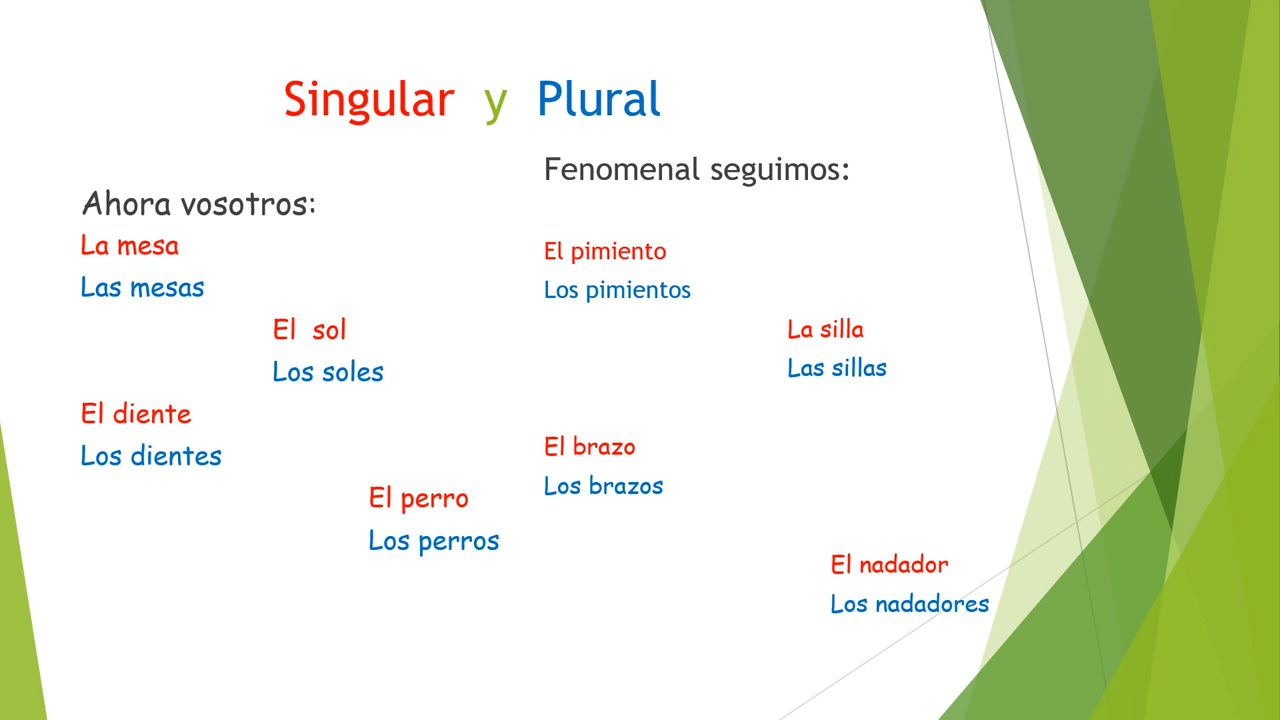 Singular y Plural
Ahora vosotros:
La mesa
Las mesas
El sol
Los soles
El diente
Los dientes
El perro
Los perros
Fenomenal seguimos:
El pimiento
Los pimientos
La silla
Las sillas
El brazo
Los brazos
El nadador
Los nadadores